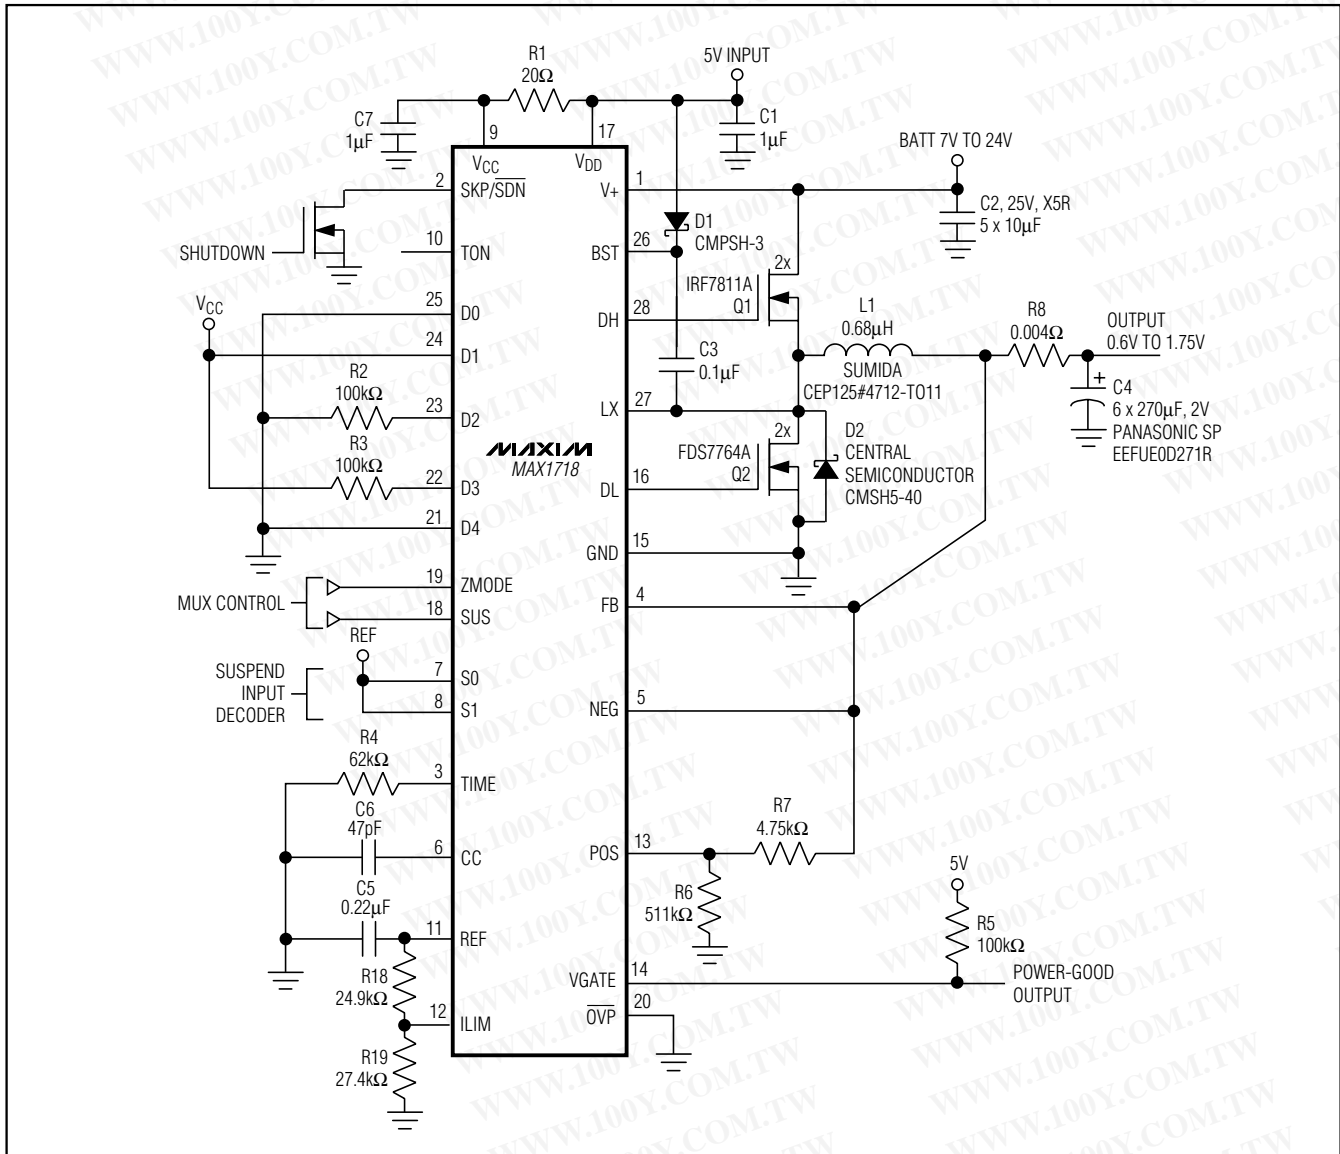 R1
20Ω
5V INPUT
C7
1µF
9
17
C1
1µF
BATT 7V TO 24V
VCC
VDD
2
SKP/SDN
V+
1
C2, 25V, X5R
5 x 10µF
D1
CMPSH-3
SHUTDOWN
10
TON
BST
26
2x
IRF7811A
Q1
VCC
25
D0
DH
28
L1
0.68µH
R8
0.004Ω
OUTPUT
0.6V TO 1.75V
24
D1
C3
0.1µF
SUMIDA
CEP125#4712-TO11
R2
100kΩ
23
D2
LX
27
+
C4
6 x 270µF, 2V
PANASONIC SP
EEFUE0D271R
R3
100kΩ
22
D3
MAXIM
MAX1718
2x
FDS7764A
Q2
D2
CENTRAL
SEMICONDUCTOR
CMSH5-40
DL
16
21
D4
GND
15
MUX CONTROL
19
ZMODE
18
SUS
FB
4
REF
SUSPEND
INPUT
DECODER
7
S0
8
S1
NEG
5
R4
62kΩ
3
TIME
C6
47pF
6
CC
POS
13
R7
4.75kΩ
R6
511kΩ
5V
R5
100kΩ
C5
0.22µF
11
REF
R18
24.9kΩ
VGATE
14
POWER-GOOD
OUTPUT
12
ILIM
OVP
20
R19
27.4kΩ
WWW.100Y.COM.TW